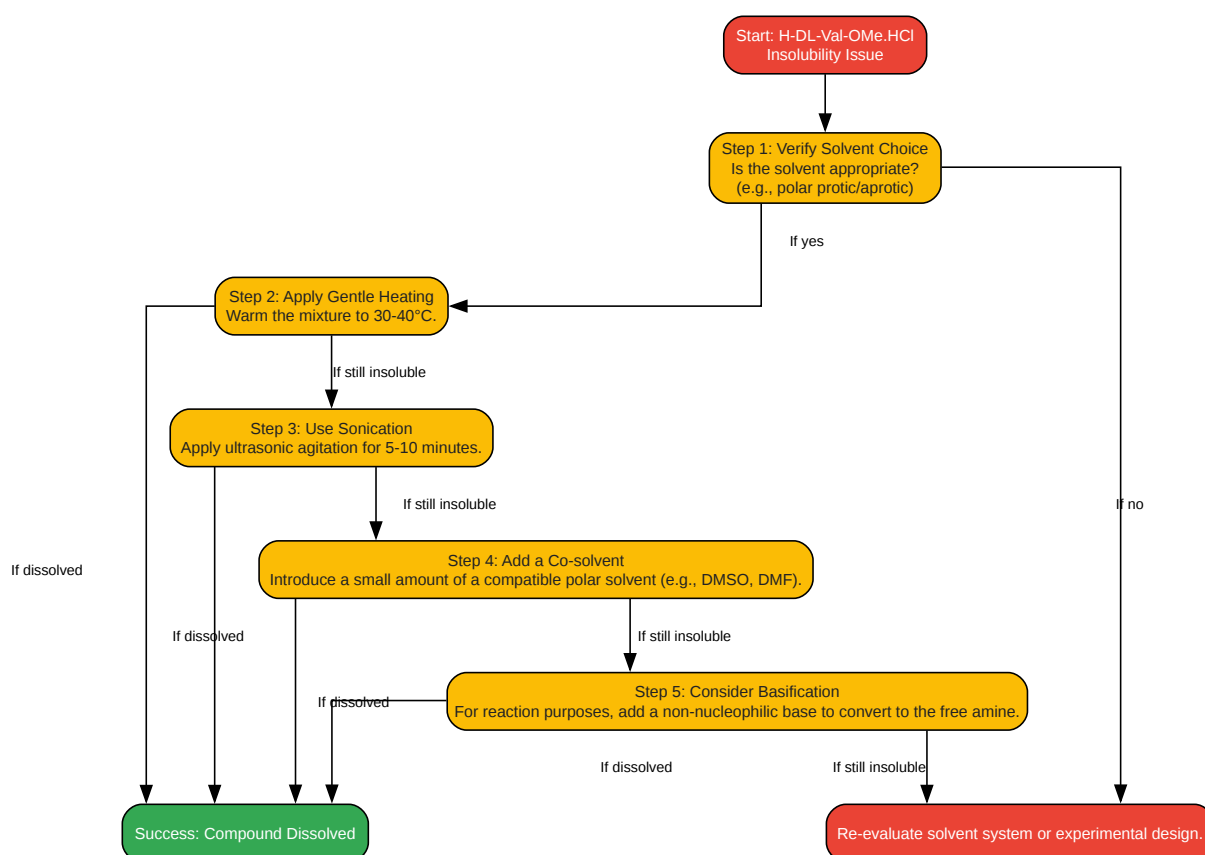 Start: H-DL-Val-OMe.HCl
Insolubility Issue
Step 1: Verify Solvent Choice
Is the solvent appropriate?
(e.g., polar protic/aprotic)
If yes
Step 2: Apply Gentle Heating
Warm the mixture to 30-40°C.
If still insoluble
Step 3: Use Sonication
Apply ultrasonic agitation for 5-10 minutes.
If still insoluble
If no
Step 4: Add a Co-solvent
Introduce a small amount of a compatible polar solvent (e.g., DMSO, DMF).
If dissolved
If dissolved
If still insoluble
Step 5: Consider Basification
For reaction purposes, add a non-nucleophilic base to convert to the free amine.
If dissolved
If dissolved
If still insoluble
Success: Compound Dissolved
Re-evaluate solvent system or experimental design.